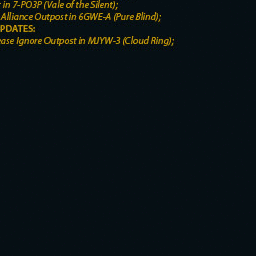 in 7-PO3P (Vale of the Silent);
Alliance Outpost in 6GWE-A (Pure Blind);
PDATES:
ase Ignore Outpost in MJYW-3 (Cloud Ring);